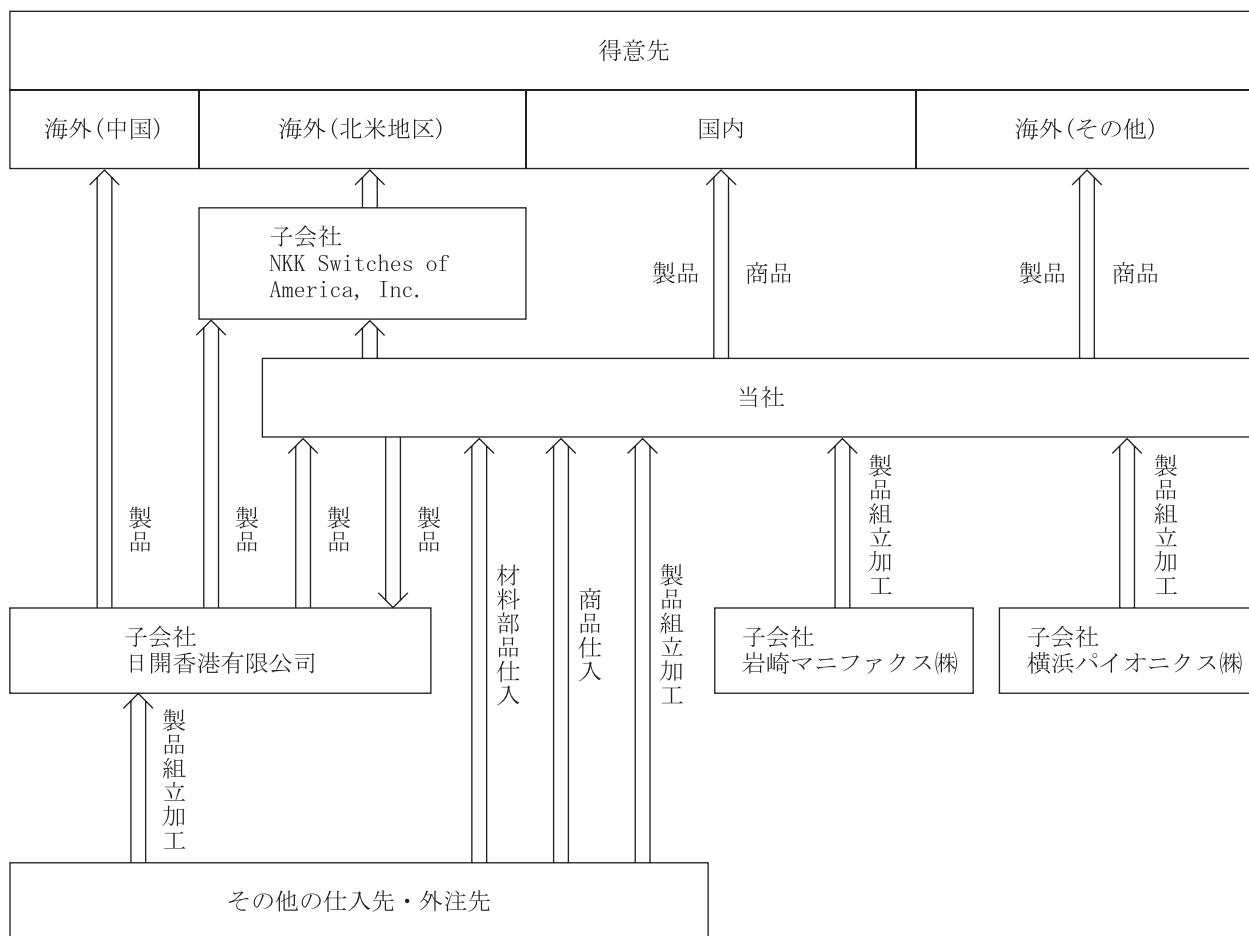 得意先
海外(中国)
海外(北米地区)
国内
海外(その他)
子会社
NKK Switches of
America, Inc.
製品
商品
製品
商品
当社
製品
製品
製品
製品
材料部品仕入
商品仕入
製品組立加工
製品組立加工
製品組立加工
子会社
日開香港有限公司
子会社
岩崎マニファクス㈱
子会社
横浜パイオニクス㈱
製品組立加工
その他の仕入先・外注先